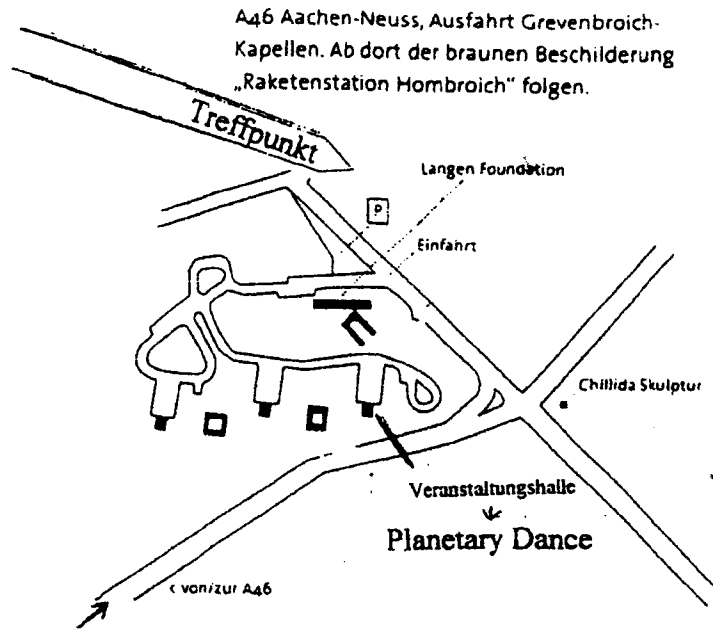 A46 Aachen-Neuss, Ausfahrt Grevenbroich-
Kapellen. Ab dort der braunen Beschilderung
„Raketenstation Hombroich“ folgen.
Treffpunkt
Langen Foundation
P
Einfahrt
Chillida Skulptur
Veranstaltungshalle
Planetary Dance
< von/zur A46